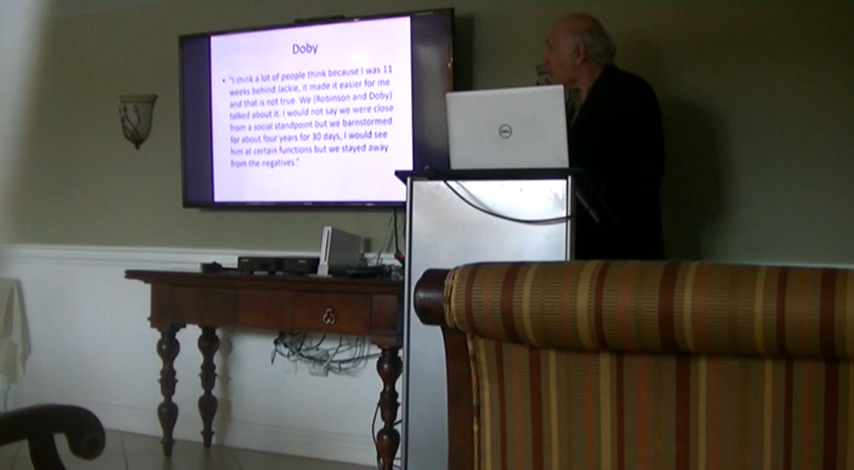 Doby
• "I think a lot of people think because I was 11
weeks behind Jackie, it made it easier for me
and that is not true. We (Robinson and Doby)
talked about it. I would not say we were close
from a social standpoint but we barnstormed
for about four years for 30 days, I would see
him at certain functions but we stayed away
from the negatives."
DELL